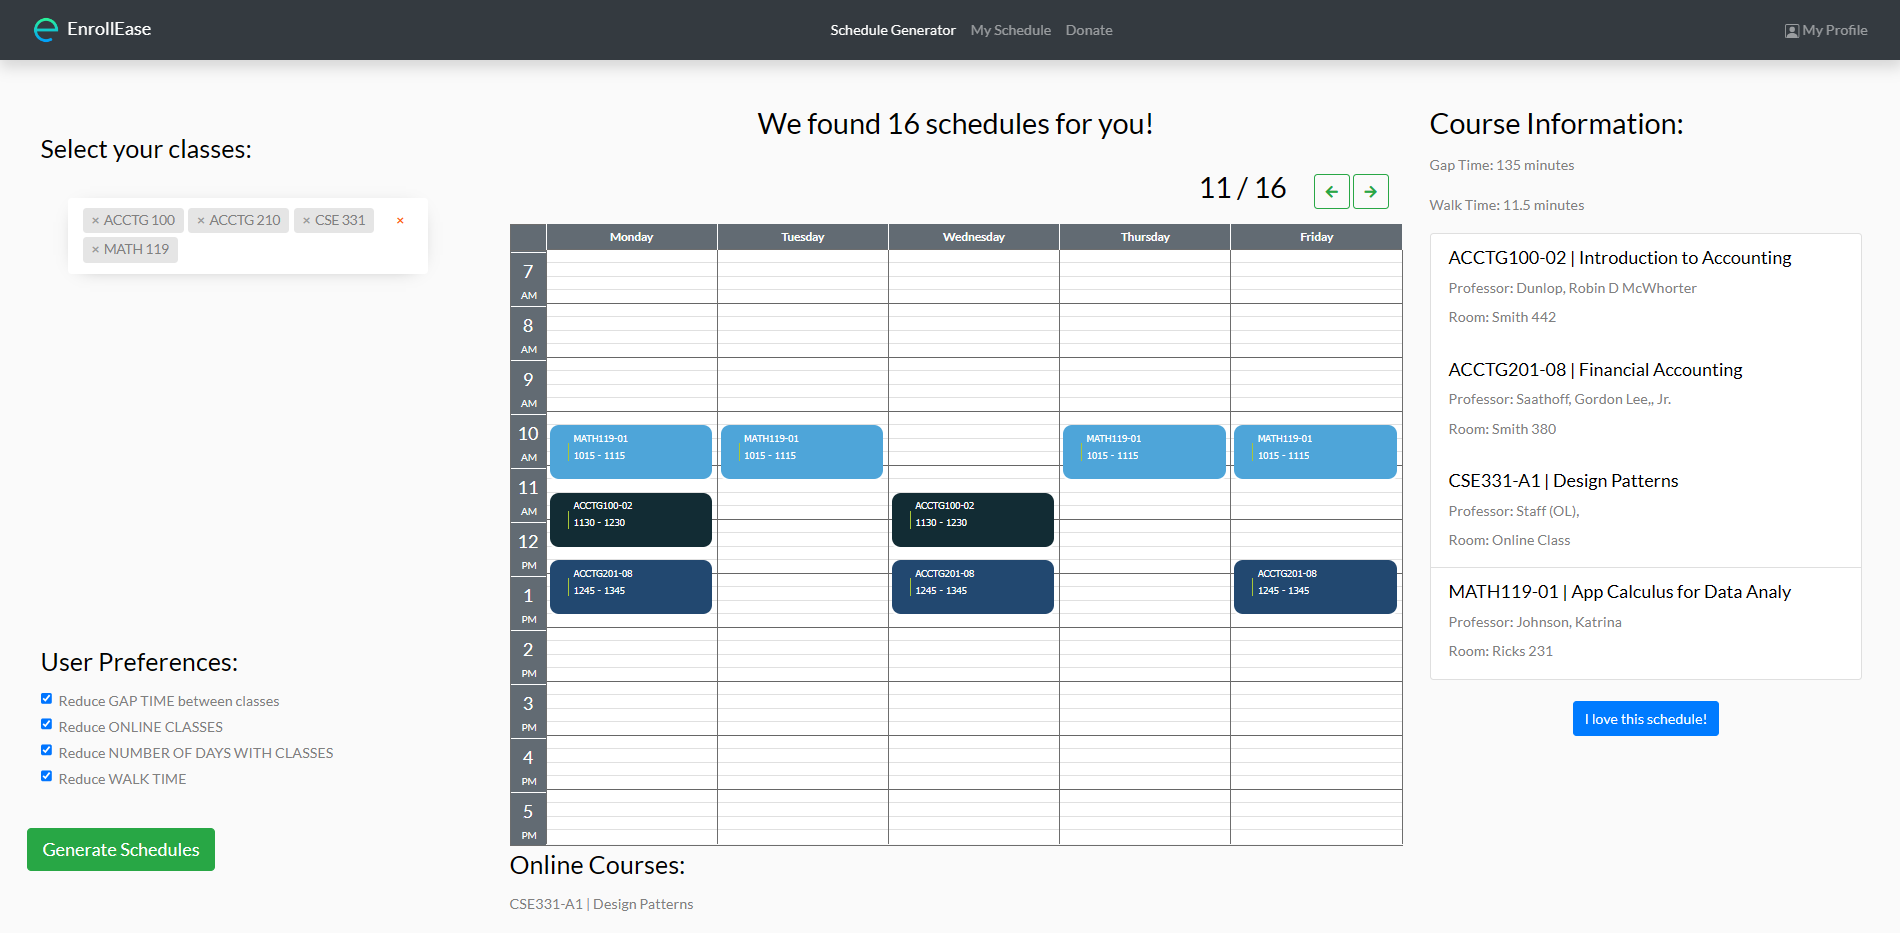 EnrollEase
Schedule Generator My Schedule Donate
My Profile
Select your classes:
× ACCTG 100 × ACCTG 210 × CSE 331 ×
× MATH 119
User Preferences:
Reduce GAP TIME between classes
Reduce ONLINE CLASSES
Reduce NUMBER OF DAYS WITH CLASSES
Reduce WALK TIME
Generate Schedules
We found 16 schedules for you!
11 / 16
Monday Tuesday Wednesday Thursday Friday
7
AM
8
AM
9
AM
10
AM
MATH119-01 MATH119-01 MATH119-01 MATH119-01
1015 - 1115 1015 - 1115 1015 - 1115 1015 - 1115
11
AM
ACCTG100-02 ACCTG100-02
1130 - 1230 1130 - 1230
12
PM
ACCTG201-08 ACCTG201-08 ACCTG201-08
1245 - 1345 1245 - 1345 1245 - 1345
1
PM
2
PM
3
PM
4
PM
5
PM
Online Courses:
CSE331-A1 | Design Patterns
Course Information:
Gap Time: 135 minutes
Walk Time: 11.5 minutes
ACCTG100-02 | Introduction to Accounting
Professor: Dunlop, Robin D McWhorter
Room: Smith 442
ACCTG201-08 | Financial Accounting
Professor: Saathoff, Gordon Lee,, Jr.
Room: Smith 380
CSE331-A1 | Design Patterns
Professor: Staff (OL),
Room: Online Class
MATH119-01 | App Calculus for Data Analy
Professor: Johnson, Katrina
Room: Ricks 231
I love this schedule!